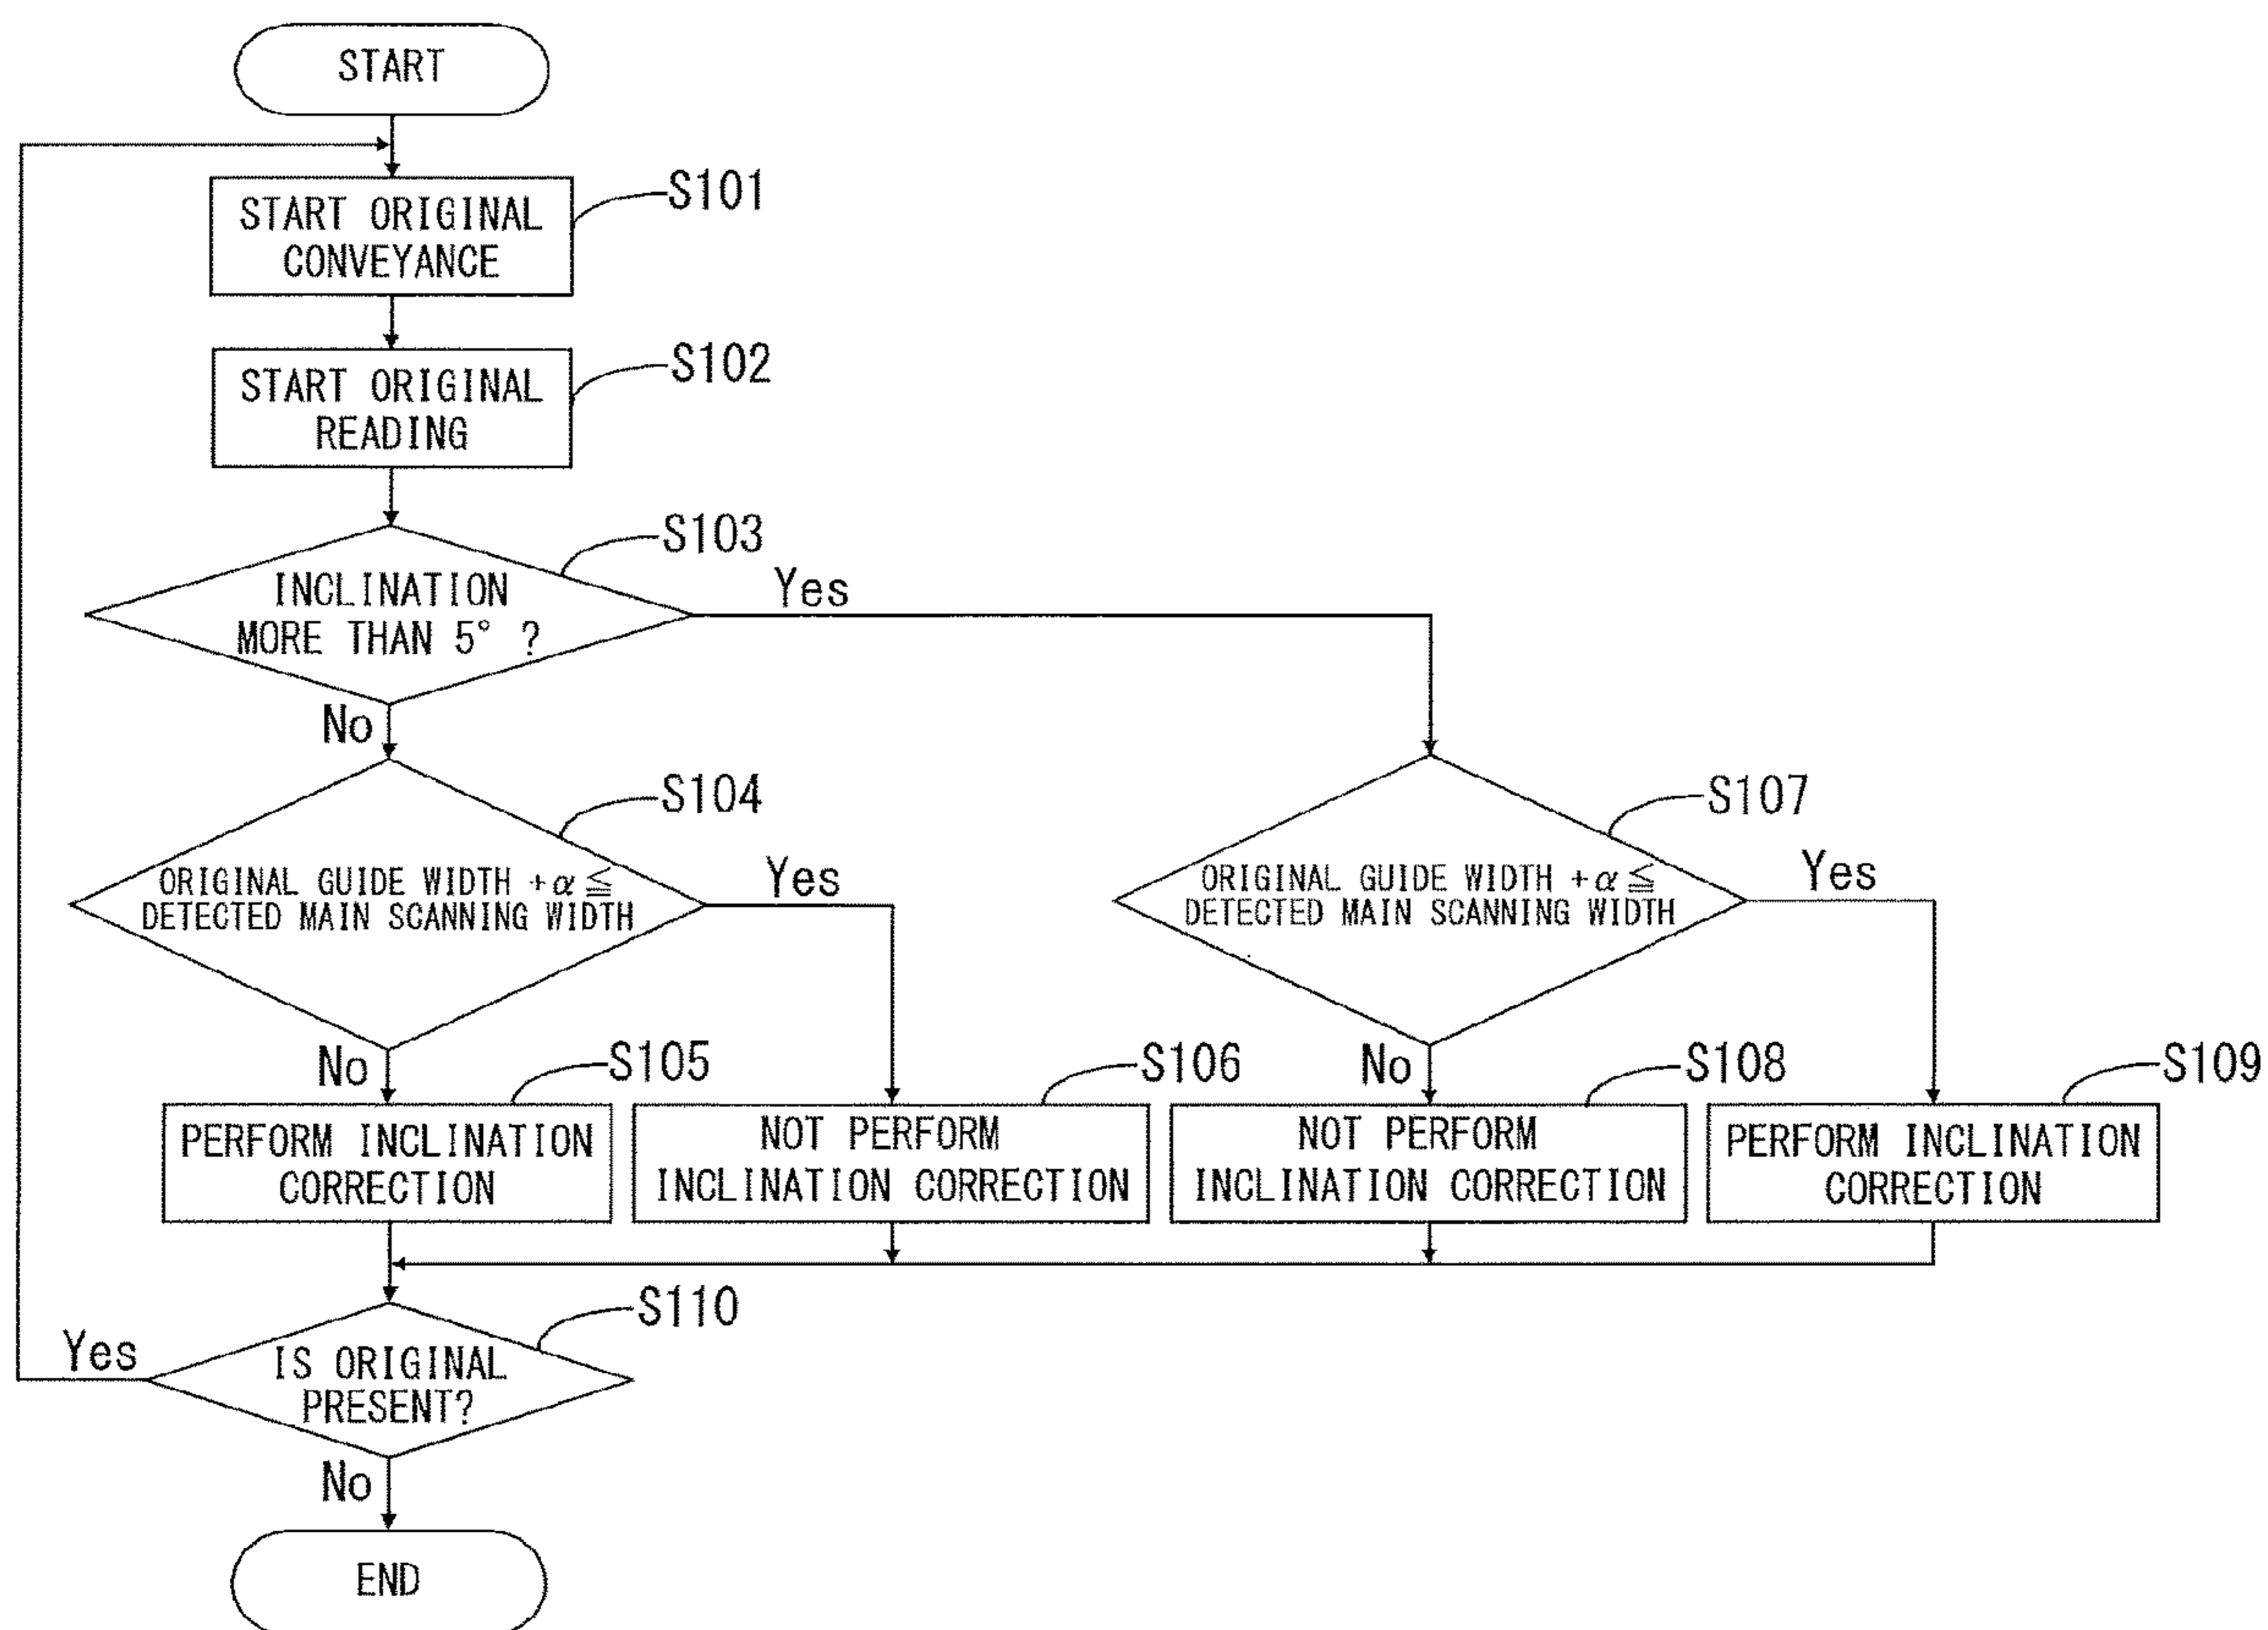 START
S101
START ORIGINAL
CONVEYANCE
S102
START ORIGINAL
READING
S103
INCLINATION
MORE THAN 5° ?
Yes
No
S104
ORIGINAL GUIDE WIDTH +α≦
DETECTED MAIN SCANNING WIDTH
Yes
No
S107
ORIGINAL GUIDE WIDTH +α≦
DETECTED MAIN SCANNING WIDTH
Yes
No
S105
PERFORM INCLINATION
CORRECTION
S106
NOT PERFORM
INCLINATION CORRECTION
S108
NOT PERFORM
INCLINATION CORRECTION
S109
PERFORM INCLINATION
CORRECTION
S110
IS ORIGINAL
PRESENT?
Yes
No
END